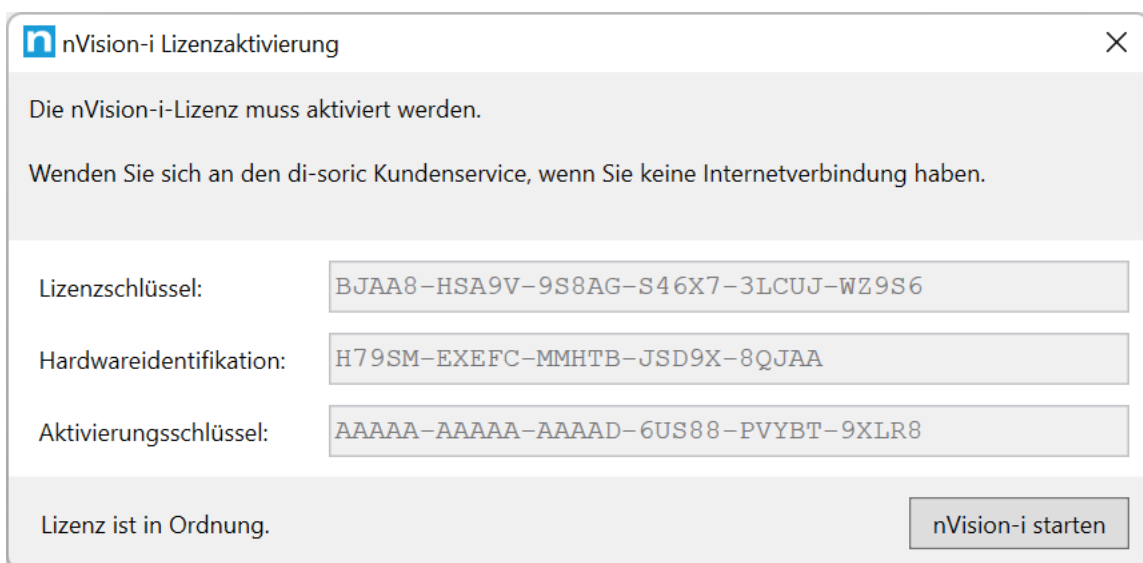 n nVision-i Lizenzaktivierung
Die nVision-i-Lizenz muss aktiviert werden.
Wenden Sie sich an den di-soric Kundenservice, wenn Sie keine Internetverbindung haben.
Lizenzschlüssel: BJAA8-HSA9V-9S8AG-S46X7-3LCUJ-WZ9S6
Hardwareidentifikation: H79SM-EXEFC-MMHTB-JSD9X-8QJAA
Aktivierungsschlüssel: AAAAA-AAAAA-AAAAD-6US88-PVYBT-9XLR8
Lizenz ist in Ordnung. nVision-i starten